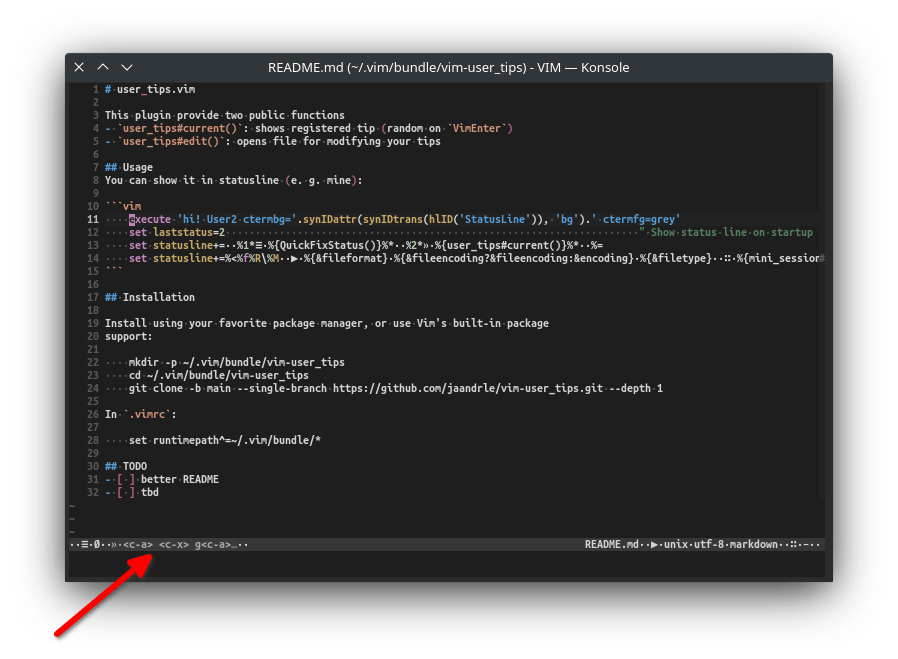 README.md (~/.vim/bundle/vim-user_tips) - VIM — Konsole
1 # user_tips.vim
2
3 This plugin provide two public functions
4 - `user_tips#current()`: shows registered tip (random on `VimEnter`)
5 - `user_tips#edit()`: opens file for modifying your tips
6
7 ## Usage
8 You can show it in statusline (e. g. mine):
9
10 ```vim
11 ····execute 'hi! User2 ctermbg='.synIDattr(synIDtrans(hlID('StatusLine')), 'bg').' ctermfg=grey'
12 ····set laststatus=2 " Show status line on startup
13 ····set statusline+=··%1*≡·%{QuickFixStatus()}%*··%2*»·%{user_tips#current()}%*··%=
14 ····set statusline+=%<%f%R\%M··▶·%{&fileformat}·%{&fileencoding?&fileencoding:&encoding}·%{&filetype}··∷·%{mini_session#
15 ```
16
17 ## Installation
18
19 Install using your favorite package manager, or use Vim's built-in package
20 support:
21
22 ····mkdir -p ~/.vim/bundle/vim-user_tips
23 ····cd ~/.vim/bundle/vim-user_tips
24 ····git clone -b main --single-branch https://github.com/jaandrle/vim-user_tips.git --depth 1
25
26 In `.vimrc`:
27
28 ····set runtimepath^=~/.vim/bundle/*
29
30 ## TODO
31 - [ ] better README
32 - [ ] tbd
~
~
~
··≡·0··»·<c-a> <c-x> g<c-a>…·· README.md··▶·unix·utf-8·markdown··∷·–··